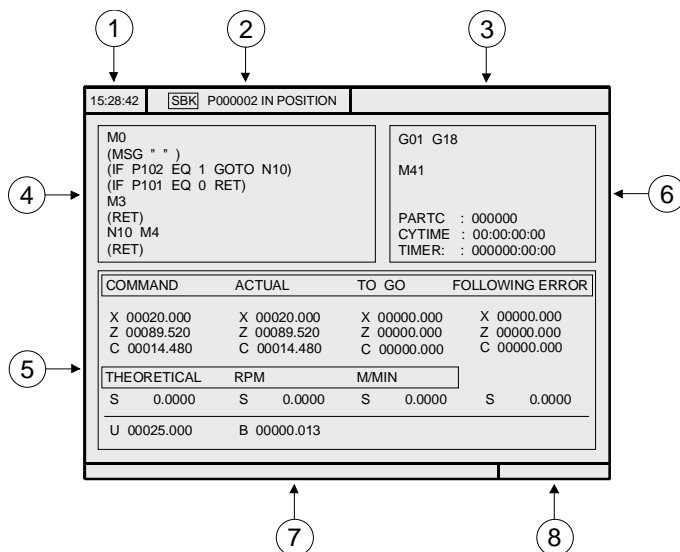 1 2 3
15:28:42 SBK P000002 IN POSITION
M0
(MSG " " )
(IF P102 EQ 1 GOTO N10)
(IF P101 EQ 0 RET)
M3
(RET)
N10 M4
(RET)
G01 G18
M41
PARTC : 000000
CYTIME : 00:00:00:00
TIMER: : 000000:00:00
4
6
COMMAND ACTUAL TO GO FOLLOWING ERROR
X 00020.000 X 00020.000 X 00000.000 X 00000.000
Z 00089.520 Z 00089.520 Z 00000.000 Z 00000.000
C 00014.480 C 00014.480 C 00000.000 C 00000.000
5
THEORETICAL RPM M/MIN
S 0.0000 S 0.0000 S 0.0000 S 0.0000
U 00025.000 B 00000.013
7 8